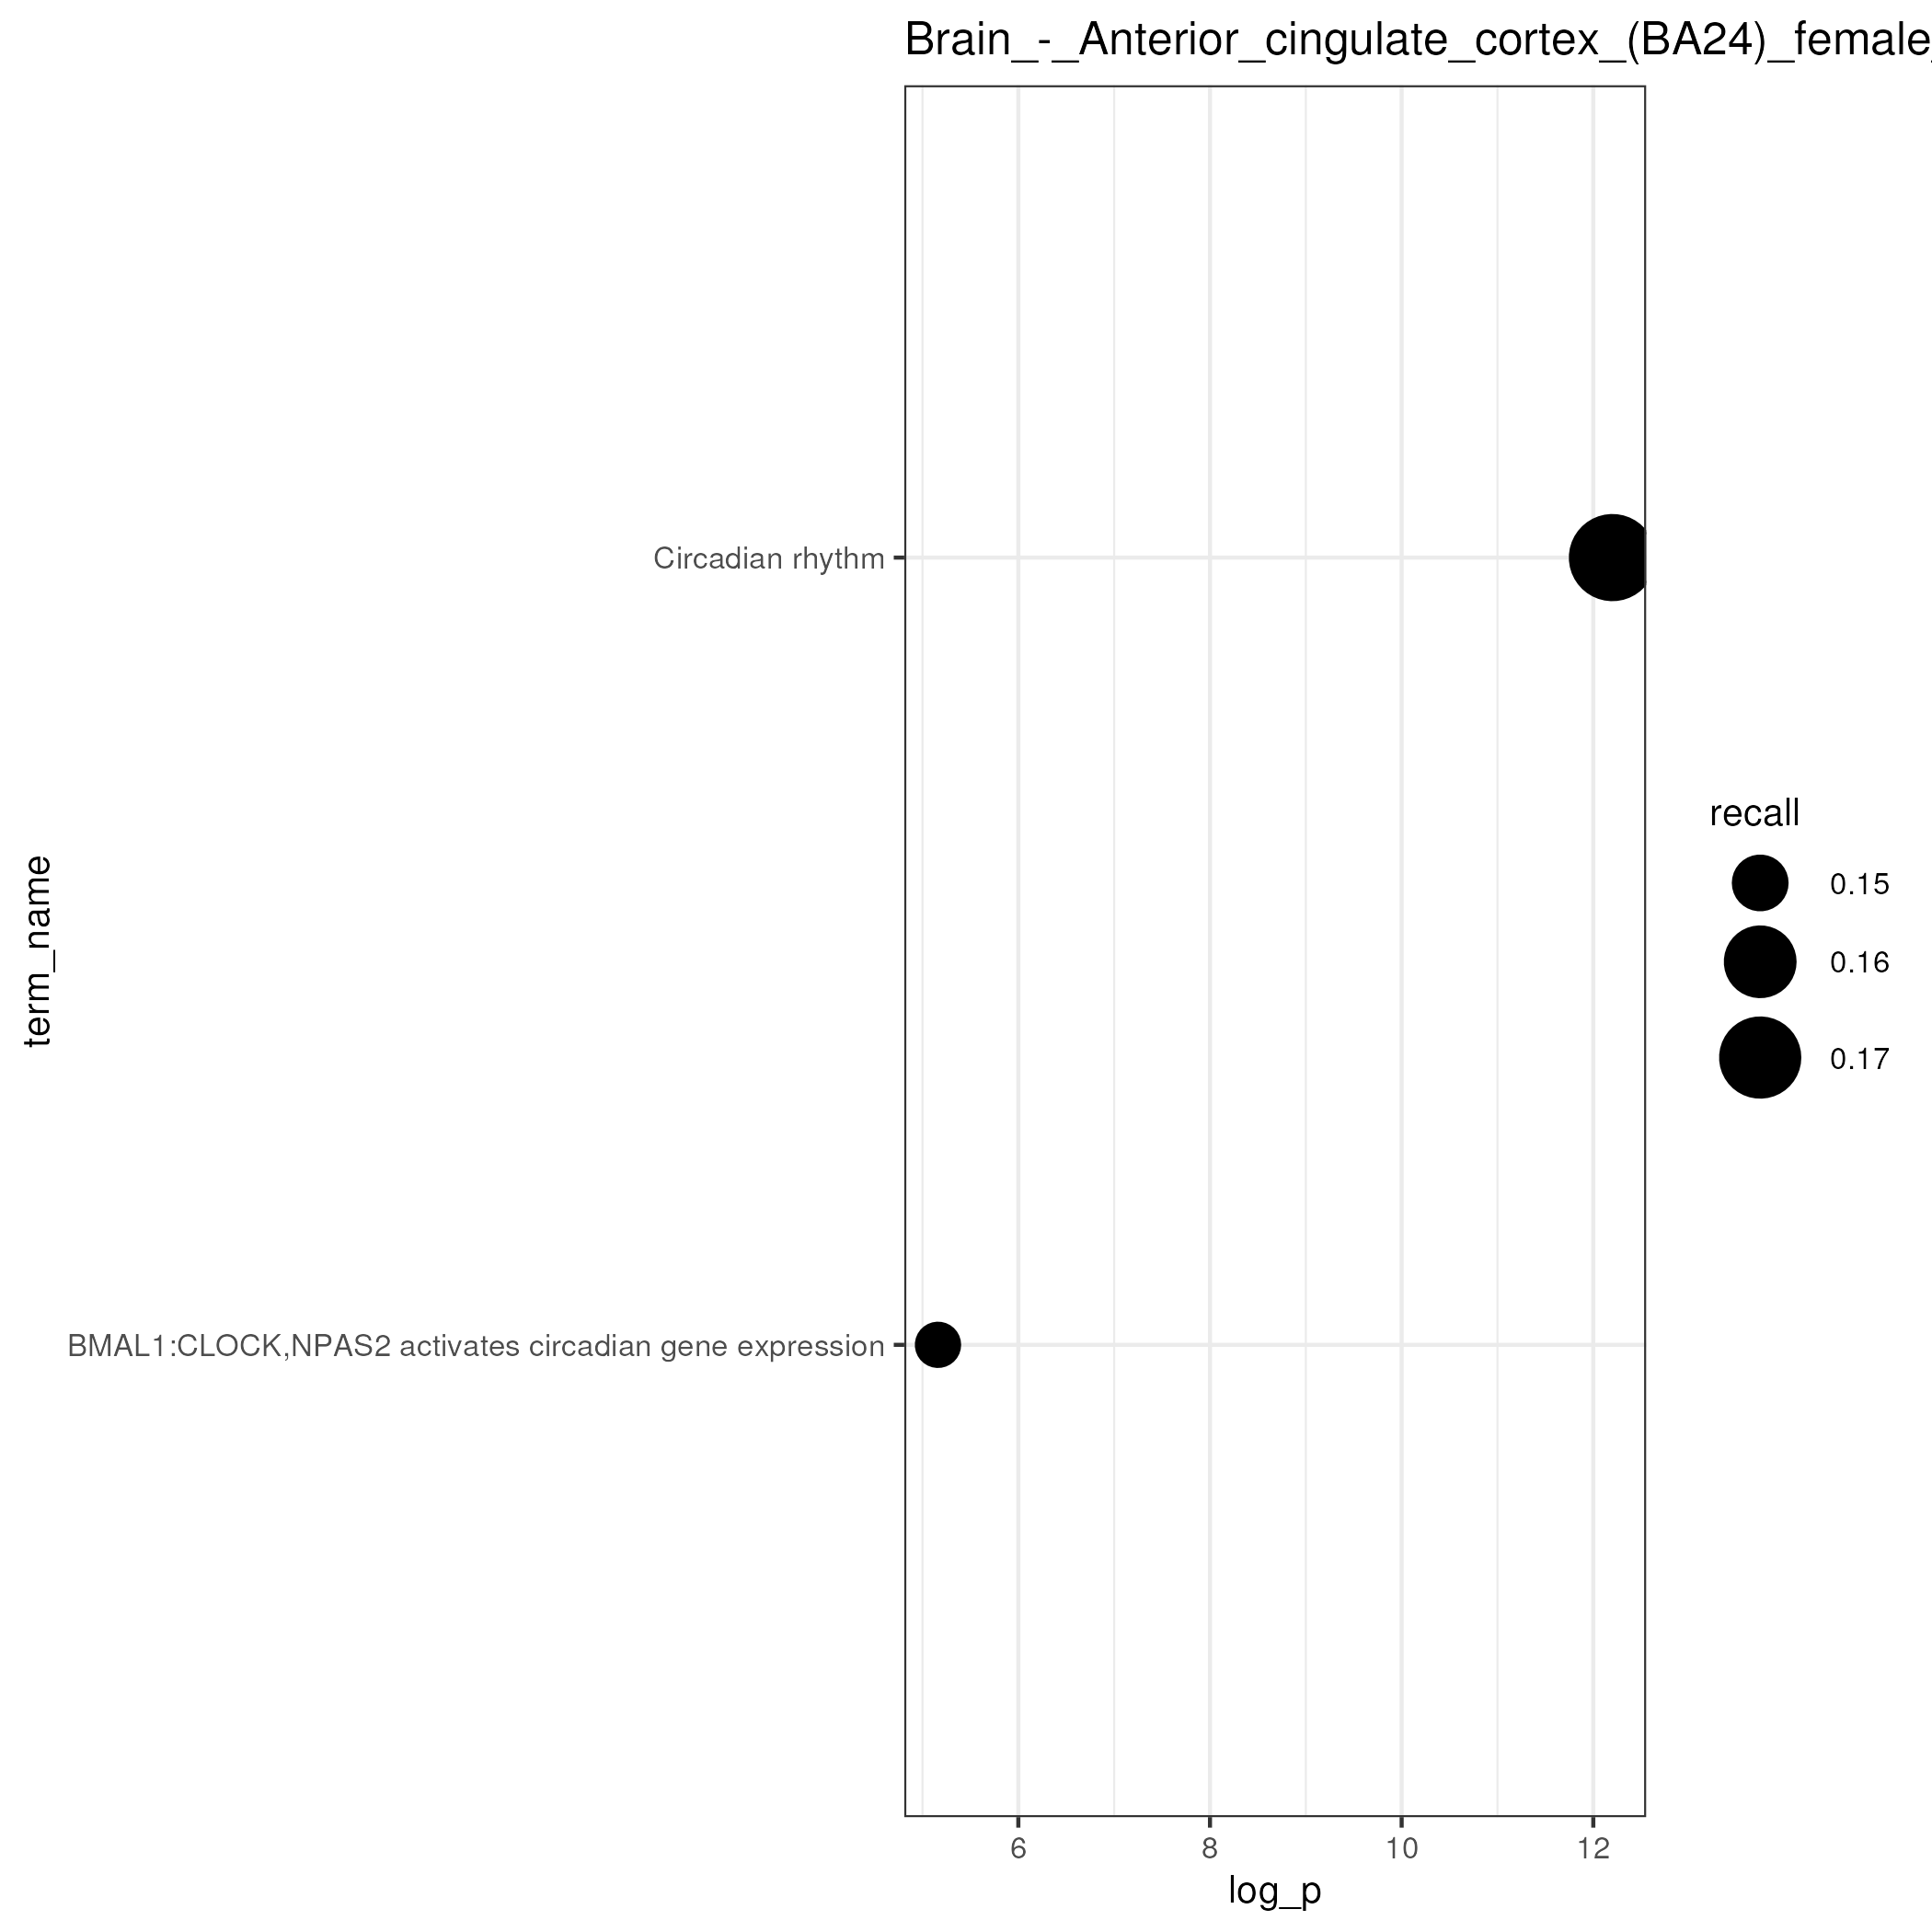 Brain_-_Anterior_cingulate_cortex_(BA24)_female_
term_name
Circadian rhythm
BMAL1:CLOCK,NPAS2 activates circadian gene expression
6 8 10 12
log_p
recall
0.15
0.16
0.17